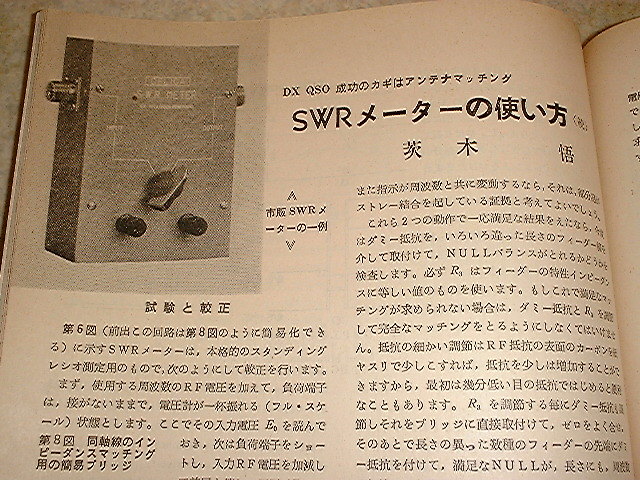 DX QSO 成功のカギはアンテナマッチング
SWRメーターの使い方(続)
茨木 悟
SWR METER
INPUT
OUTPUT
市販SWRメ
ーターの一例
試験と較正
第6図(前出この回路は第8図のように簡易化でき
る)に示すSWRメーターは,本格的のスタンディング
レシオ測定用のもので,次のようにして較正を行います。
まず,使用する周波数のRF電圧を加えて,負荷端子
は,接がないままで,電圧計が一杯振れる(フル・スケ
ール)状態とします。ここでその入力電圧 E₀ を読んで
おき,次は負荷端子をショー
トし,入力RF電圧を加減し
第8図 同軸線のイン
ピーダンスマッチング
用の簡易ブリッジ
また指示が周波数と共に変動するなら,それは,部分
ストレー結合を起している証拠と考えてよいでしょう。
これら2つの動作で一応満足な結果をえたなら,
はダミー抵抗を,いろいろ違った長さのフィーダー
介して取付けて,NULLバランスがとれるかどうか
検査します。必ず R₁ はフィーダーの特性インピーダン
スに等しい値のものを使います。もしこれで満足なマッ
チングが求められない場合は,ダミー抵抗と R₁ を
して完全なマッチングをとるようにしなくてはいけませ
ん。抵抗の細かい調節はRF抵抗の表面のカーボンを
ヤスリで少しこすれば,抵抗を少しは増加することが
きますから,最初は幾分低い目の抵抗ではじめると
なこともあります。 R₃ を調節する毎にダミー抵抗も
節しそれをブリッジに直接取付けて,ゼロをよく合
そのあとで長さの異った数種のフィーダーの先端にダミ
ー抵抗を付けて,満足なNULLが,長さにも,周波数